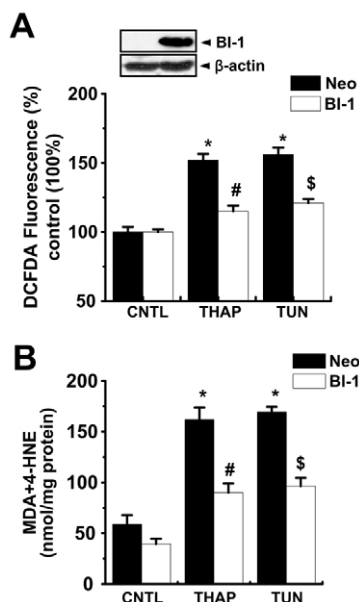 A
◄ BI-1
◄ β-actin
Neo
BI-1
DCFDA Fluorescence (%)
control (100%)
200
150
100
50
*
#
*
$
CNTL THAP TUN
B
Neo
BI-1
MDA+4-HNE
(nmol/mg protein)
200
150
100
50
0
*
#
*
$
CNTL THAP TUN